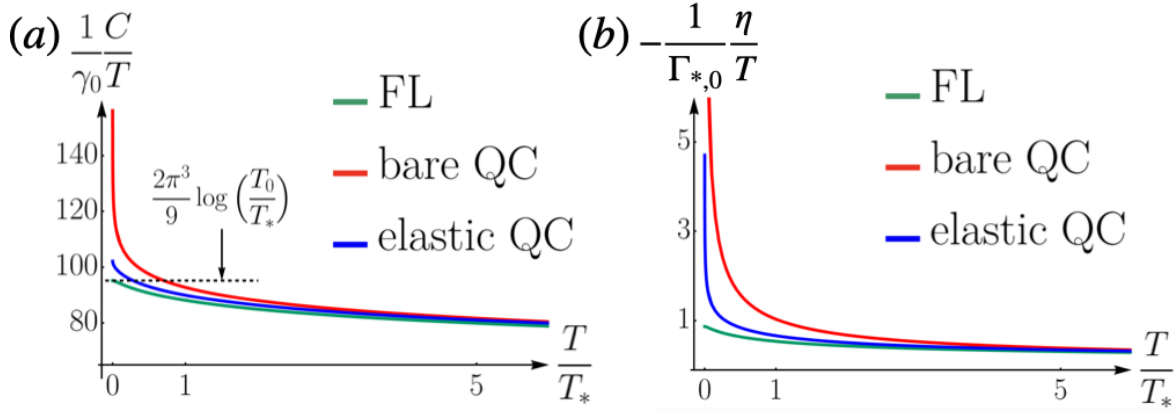 (a) 1/γ₀ C/T
FL
bare QC
elastic QC
140
120
100
80
2π³/9 log (T₀/T*)
0
1
5
T/T*
(b) - 1/Γ*,0 η/T
FL
bare QC
elastic QC
5
3
1
0
1
5
T/T*